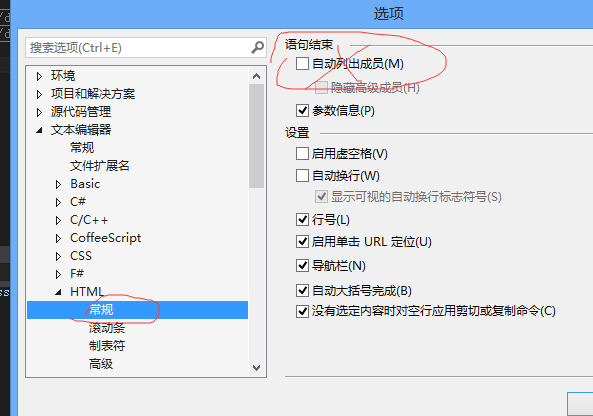 选项
搜索选项(Ctrl+E)
环境
项目和解决方案
源代码管理
文本编辑器
常规
文件扩展名
Basic
C#
C/C++
CoffeeScript
CSS
F#
HTML
常规
滚动条
制表符
高级
语句结束
自动列出成员(M)
隐藏高级成员(H)
参数信息(P)
设置
启用虚空格(V)
自动换行(W)
显示可视的自动换行标志符号(S)
行号(L)
启用单击 URL 定位(U)
导航栏(N)
自动大括号完成(B)
没有选定内容时对空行应用剪切或复制命令(C)